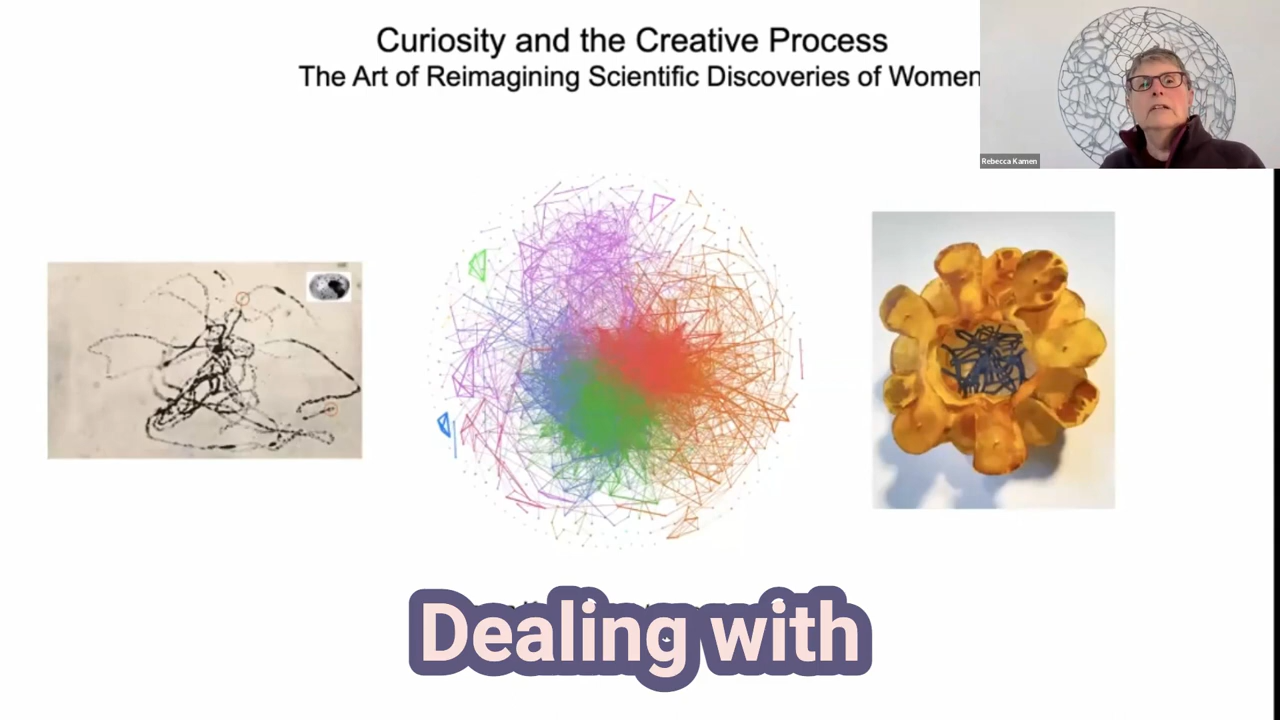 Curiosity and the Creative Process
The Art of Reimagining Scientific Discoveries of Women
Rebecca Kamen
Dealing with